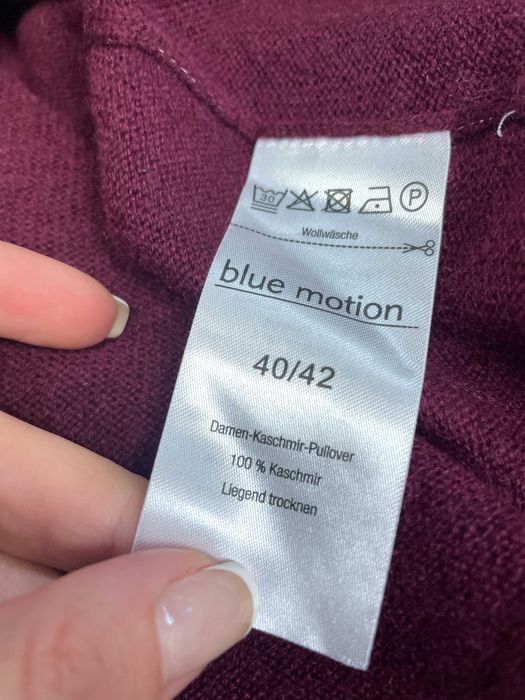 30 P
Wollwäsche
blue motion
40/42
Damen-Kaschmir-Pullover
100 % Kaschmir
Liegend trocknen